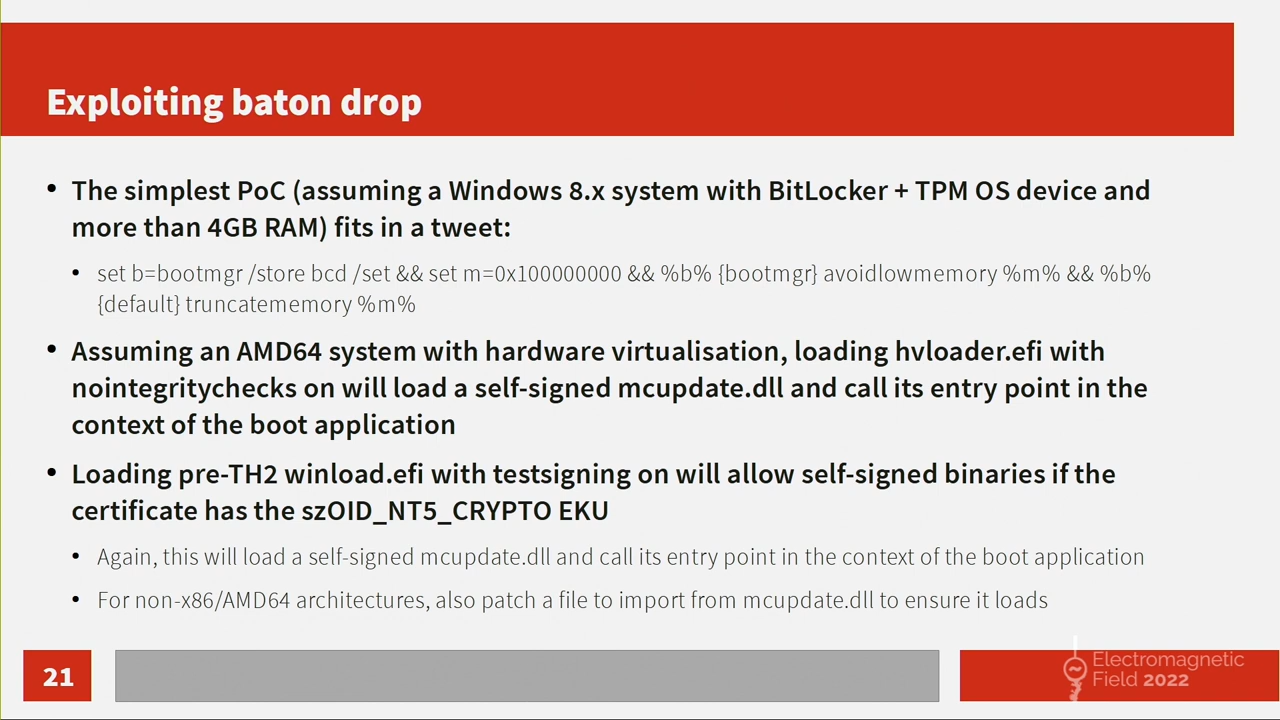 Exploiting baton drop
• The simplest PoC (assuming a Windows 8.x system with BitLocker + TPM OS device and
more than 4GB RAM) fits in a tweet:
• set b=bootmgr /store bcd /set && set m=0x100000000 && %b% {bootmgr} avoidlowmemory %m% && %b%
{default} truncatememory %m%
• Assuming an AMD64 system with hardware virtualisation, loading hvloader.efi with
nointegritychecks on will load a self-signed mcupdate.dll and call its entry point in the
context of the boot application
• Loading pre-TH2 winload.efi with testsigning on will allow self-signed binaries if the
certificate has the szOID_NT5_CRYPTO EKU
• Again, this will load a self-signed mcupdate.dll and call its entry point in the context of the boot application
• For non-x86/AMD64 architectures, also patch a file to import from mcupdate.dll to ensure it loads
21
Electromagnetic
Field 2022